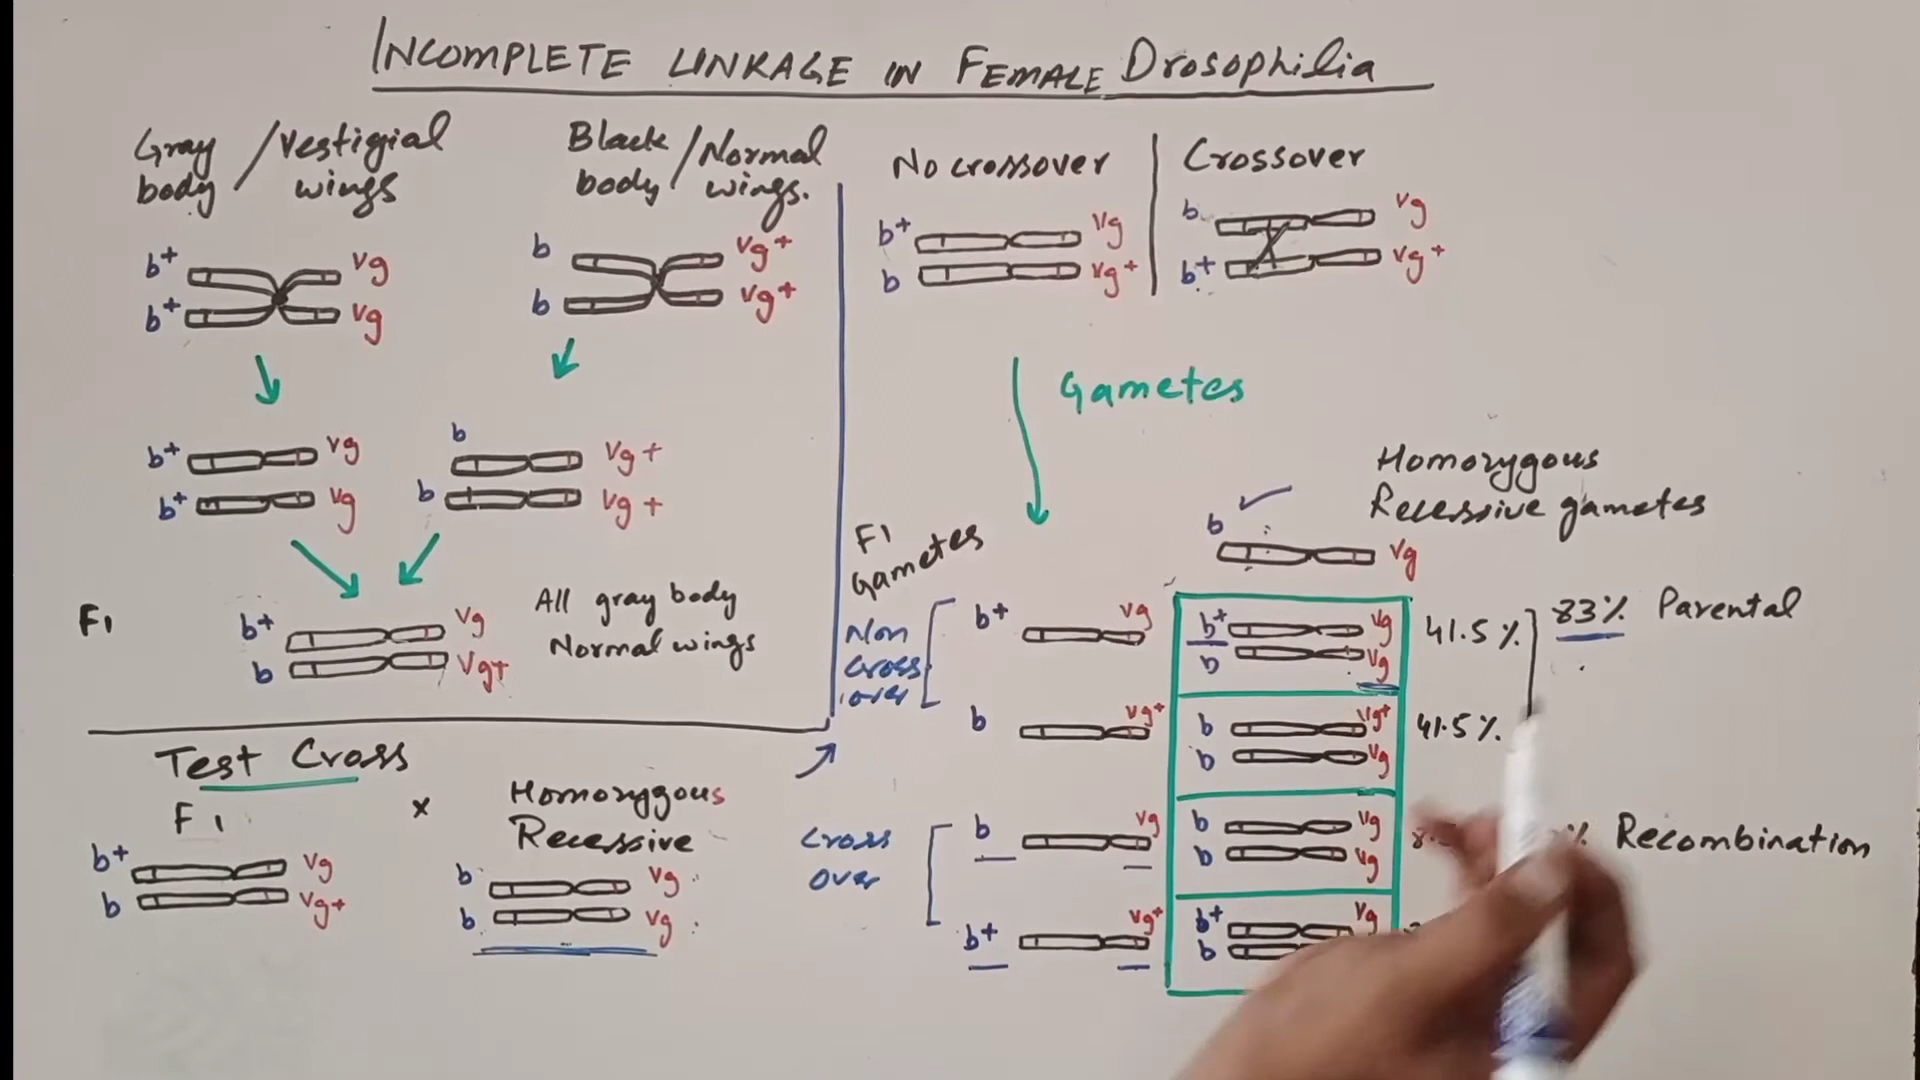 INCOMPLETE LINKAGE IN FEMALE Drosophilia
Gray body / Vestigial wings
b+ vg
b+ vg
Black body / Normal wings.
b vg+
b vg+
b+ vg
b+ vg
b vg+
b vg+
F1
b+ vg
b vg+
All gray body
Normal wings
Test Cross
F1 × Homozygous Recessive
b+ vg
b vg+
b vg
b vg
No crossover
b+ vg
b vg+
Crossover
b vg
b+ vg+
Gametes
Homozygous
Recessive gametes
b vg
F1
Gametes
Non
Cross
over
b+ vg
b vg+
Cross
over
b vg
b+ vg+
b+ vg
b vg
41.5 %
83% Parental
b vg+
b vg
41.5 %
b vg
b vg
% Recombination
b+ vg
b